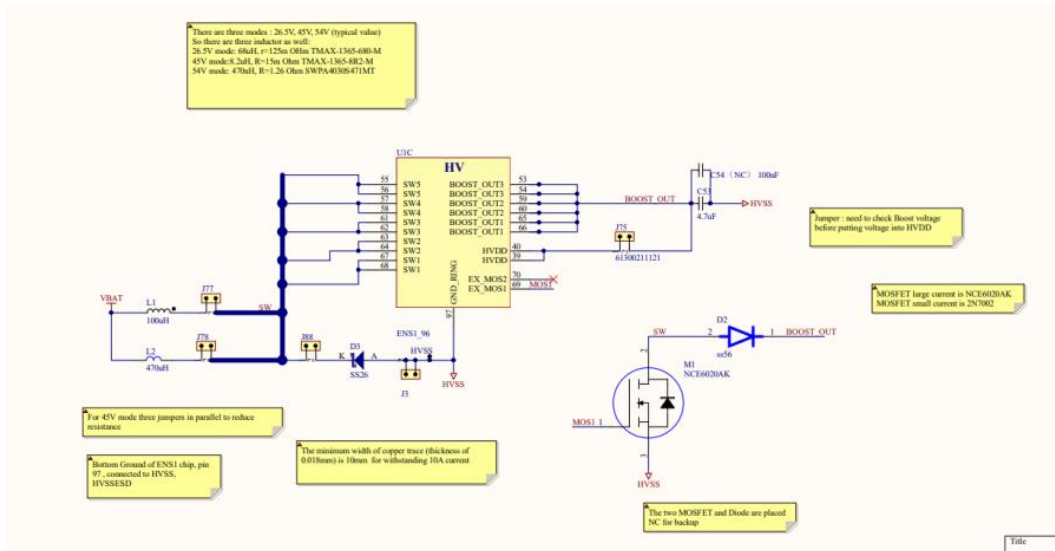 There are three modes : 26.5V, 45V, 54V (typical value)
So there are three inductor as well:
26.5V mode: 68uH, r=125m OHm TMAX-1365-680-M
45V mode:8.2uH, R=15m Ohm TMAX-1365-8R2-M
54V mode: 470uH, R=1.26 Ohm SWPA4030S471MT
U1C
HV
55 SW5 BOOST_OUT3 53
56 SW5 BOOST_OUT3 54
57 SW4 BOOST_OUT2 59
58 SW4 BOOST_OUT2 60
61 SW3 BOOST_OUT1 65
62 SW3 BOOST_OUT1 66
63 SW2
64 SW2 HVDD 40
67 SW1 HVDD 39
68 SW1
EX_MOS2 70
EX_MOS1 69 MOS1
GND_RING
97
ENS1_96
BOOST_OUT
C54 (NC) 100nF
C53
4.7uF
HVSS
J75
61300211121
Jumper : need to check Boost voltage
before putting voltage into HVDD
MOSFET large current is NCE6020AK
MOSFET small current is 2N7002
VBAT
L1
100uH
J77
SW
L2
470uH
J78
J88
D3
K A
SS26
HVSS
J3
HVSS
SW 2 D2 1 BOOST_OUT
ss56
2
M1
NCE6020AK
MOS1 1
3
HVSS
For 45V mode three jumpers in parallel to reduce
resistance
Bottom Ground of ENS1 chip, pin
97 , connected to HVSS,
HVSSESD
The minimum width of copper trace (thickness of
0.018mm) is 10mm for withstanding 10A current
The two MOSFET and Diode are placed
NC for backup
Title